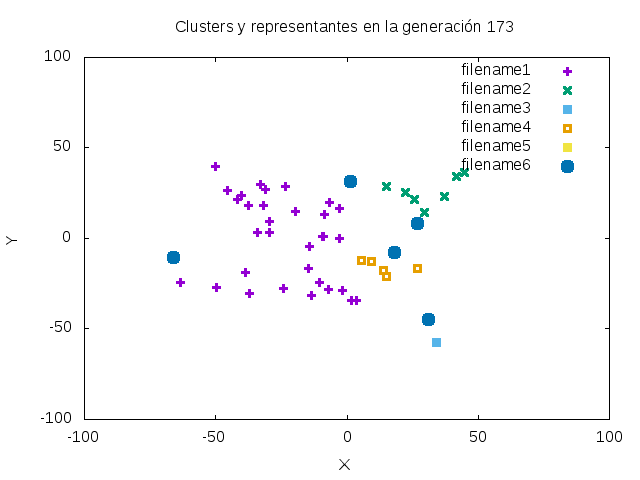 Clusters y representantes en la generación 173
100
50
0
-50
-100
-100 -50 0 50 100
Y
X
filename1
filename2
filename3
filename4
filename5
filename6